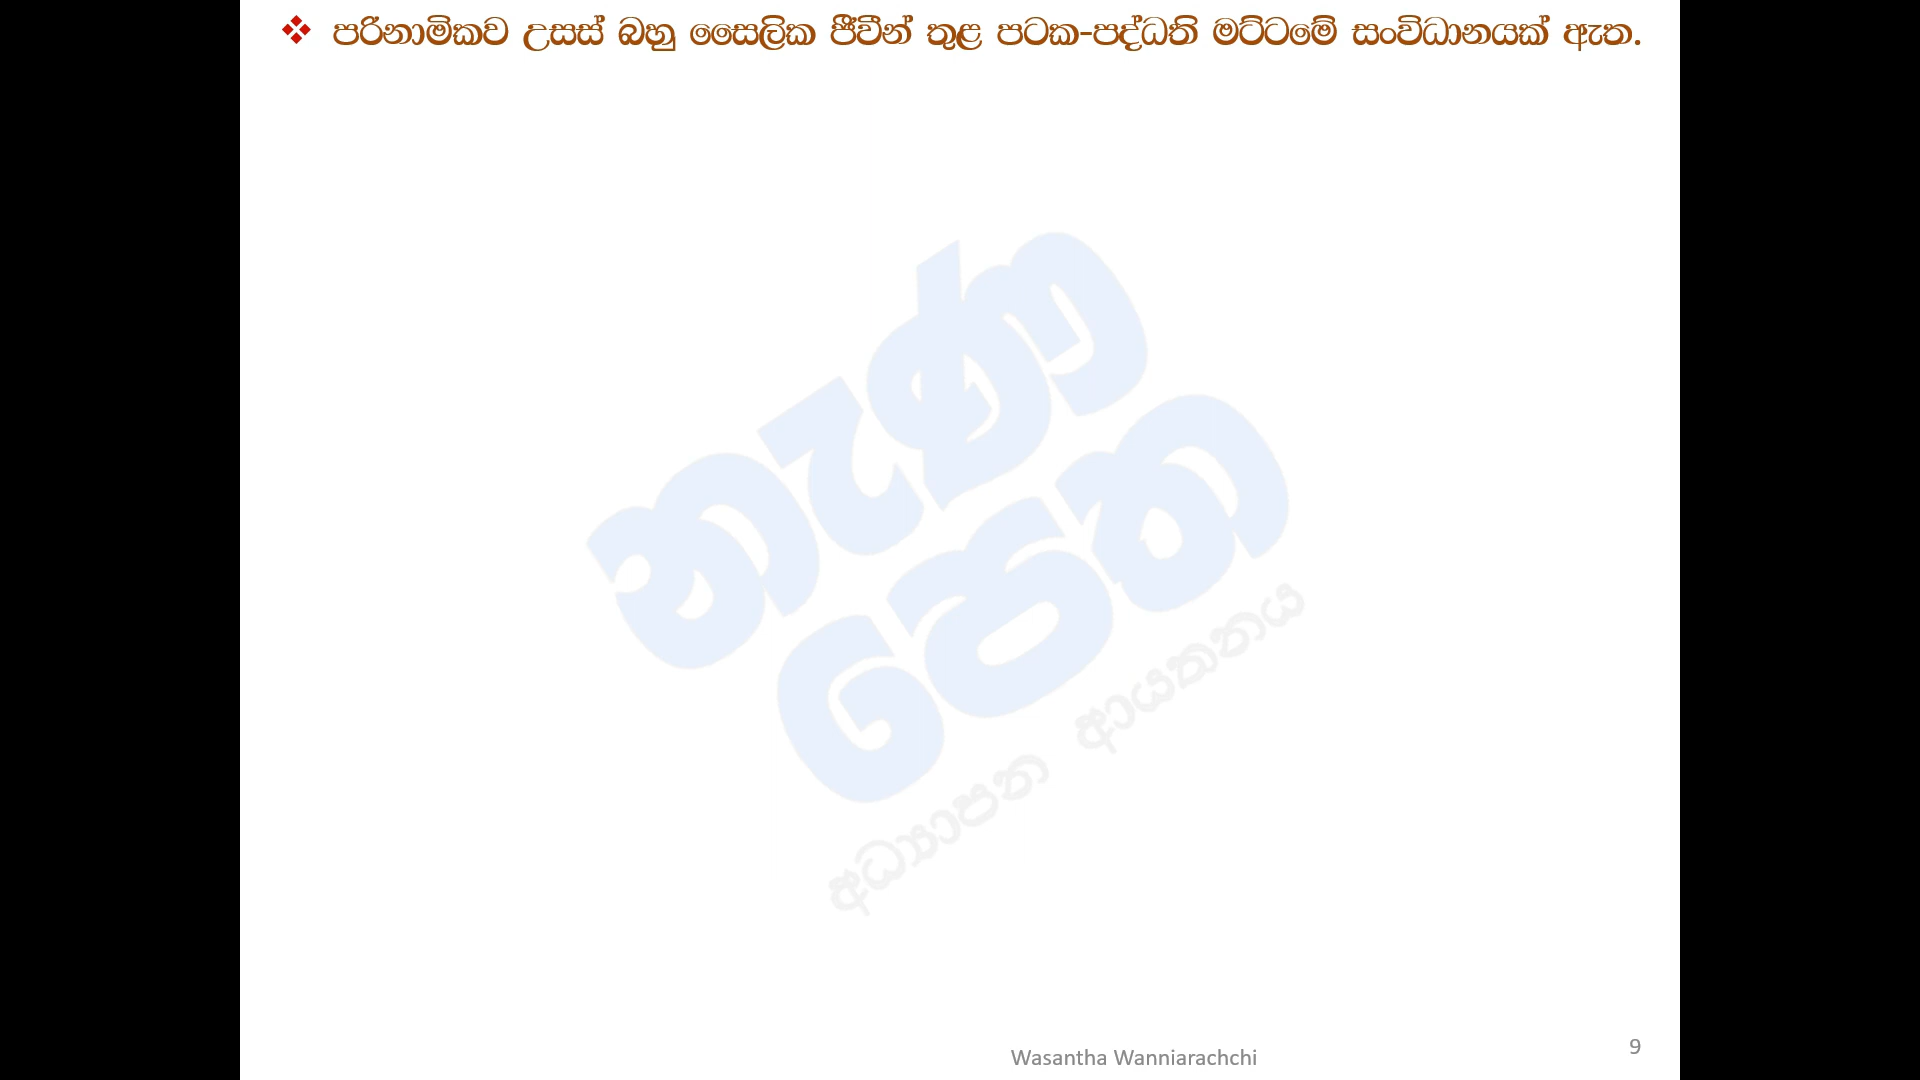 ❖ පරිනාමිකව උසස් බහු සෛලික ජීවීන් තුළ පටක-පද්ධති මට්ටමේ සංවිධානයක් ඇත.
නැණ
පෙත
අධ්‍යාපන ආයතනය
Wasantha Wanniarachchi
9